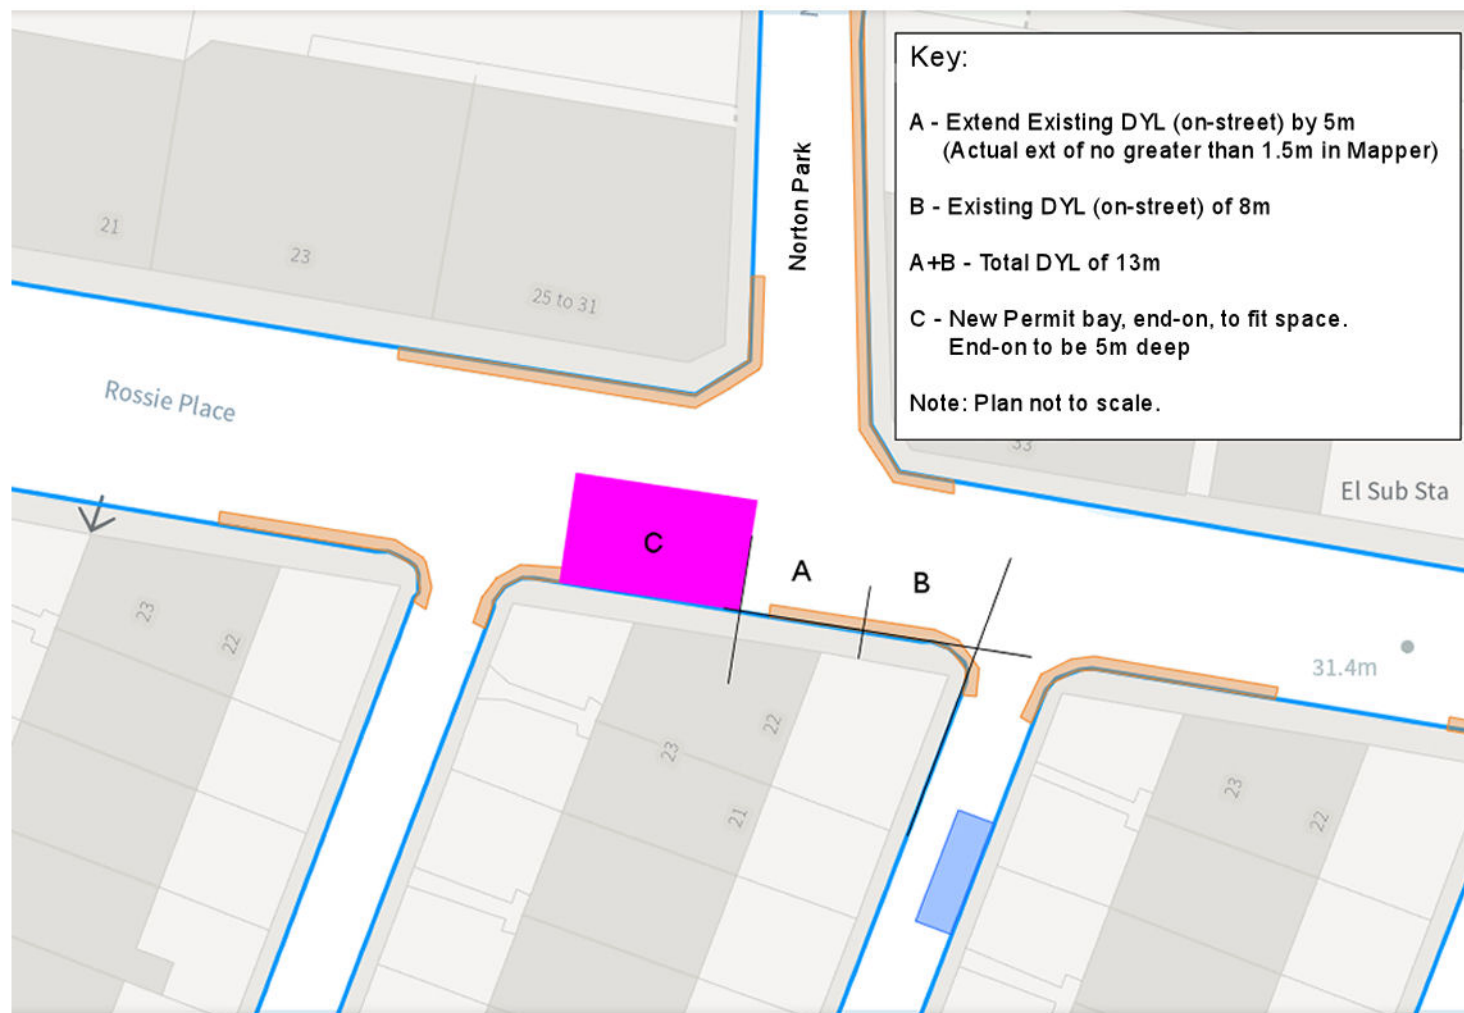 Key:
A - Extend Existing DYL (on-street) by 5m
(Actual ext of no greater than 1.5m in Mapper)
B - Existing DYL (on-street) of 8m
A+B - Total DYL of 13m
C - New Permit bay, end-on, to fit space.
End-on to be 5m deep
Note: Plan not to scale.
Norton Park
21
23
25 to 31
Rossie Place
33
El Sub Sta
C
A
B
31.4m
23
22
22
23
21
23
22